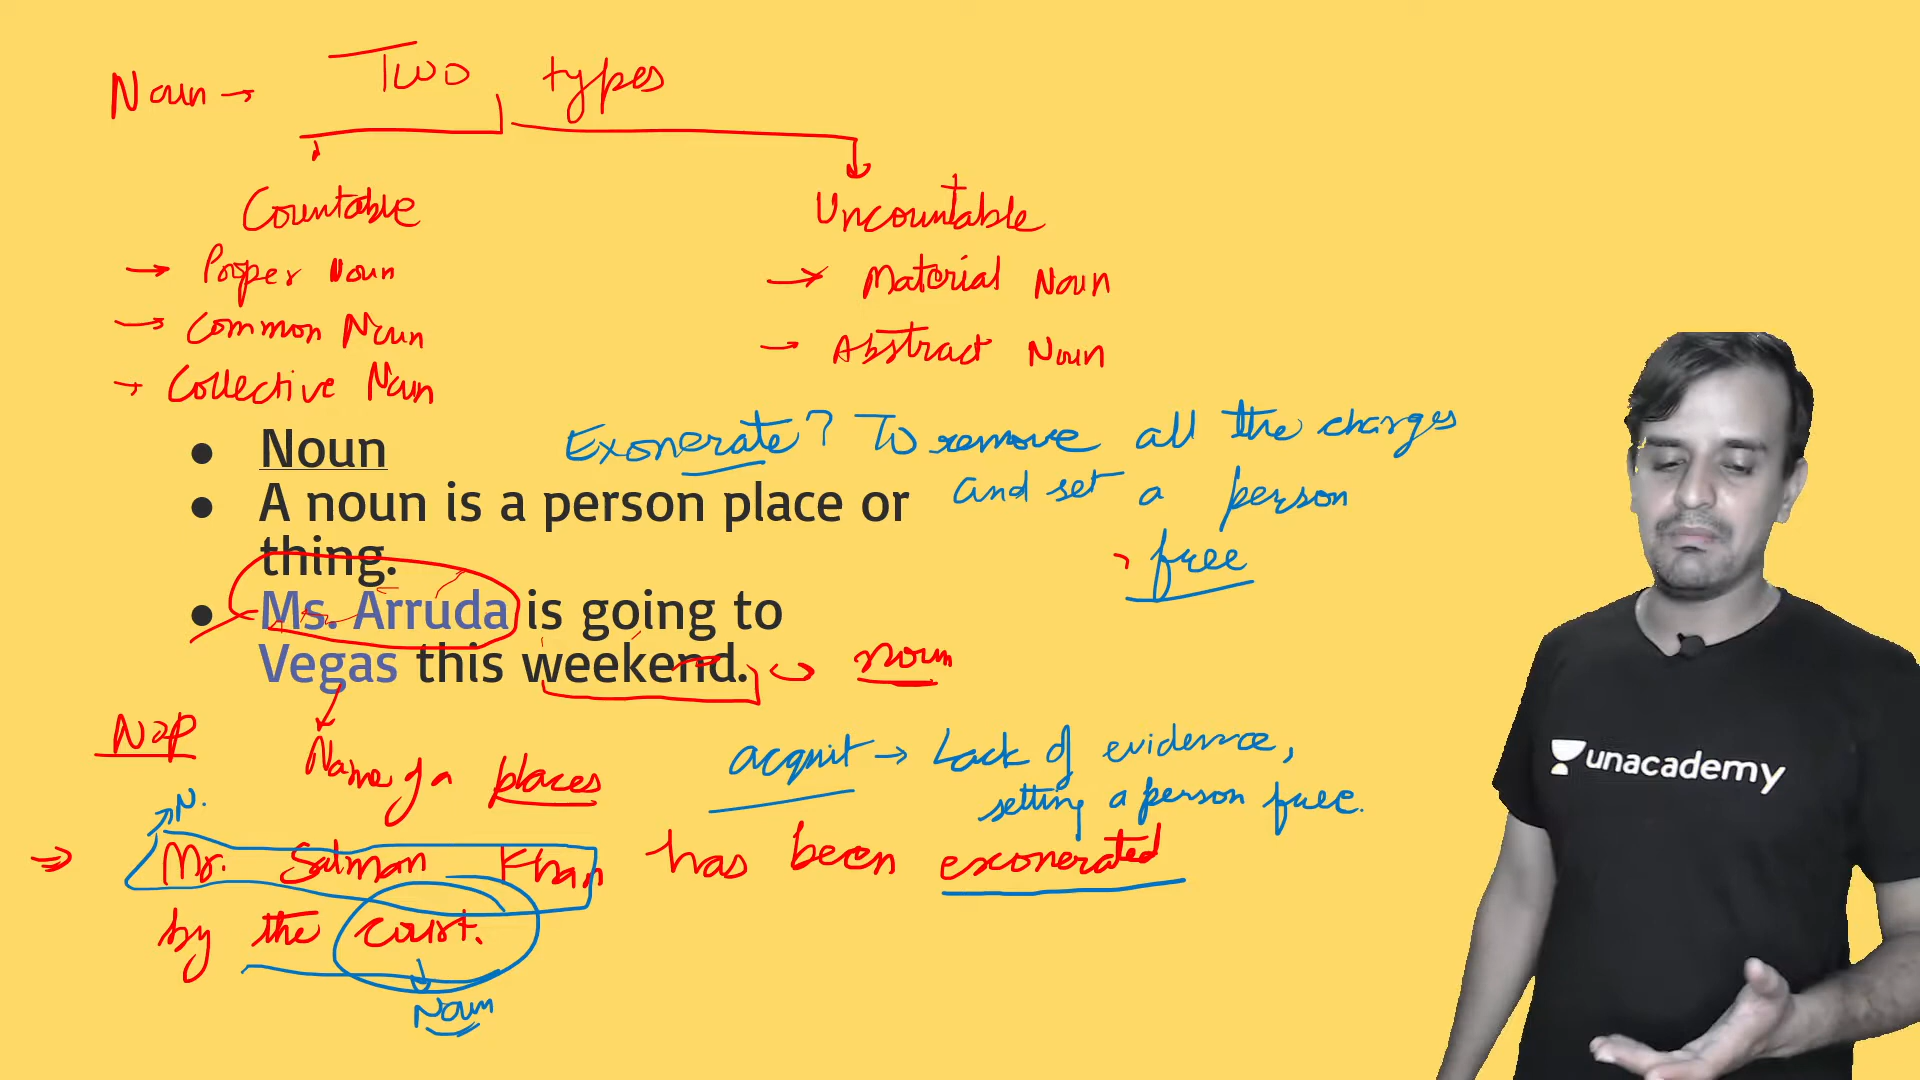 Noun → Two types
Countable
Uncountable
→ Proper Noun
→ Material Noun
→ Common Noun
→ Abstract Noun
→ Collective Noun
• Noun
Exonerate? To remove all the charges
and set a person
free
• A noun is a person place or
thing.
• Ms. Arruda is going to
Vegas this weekend.
noun
NOP
Name of a places
acquit → Lack of evidence,
setting a person free.
N.
⇒ Mr. Salman Khan has been exonerated
by the court.
Noun
unacademy